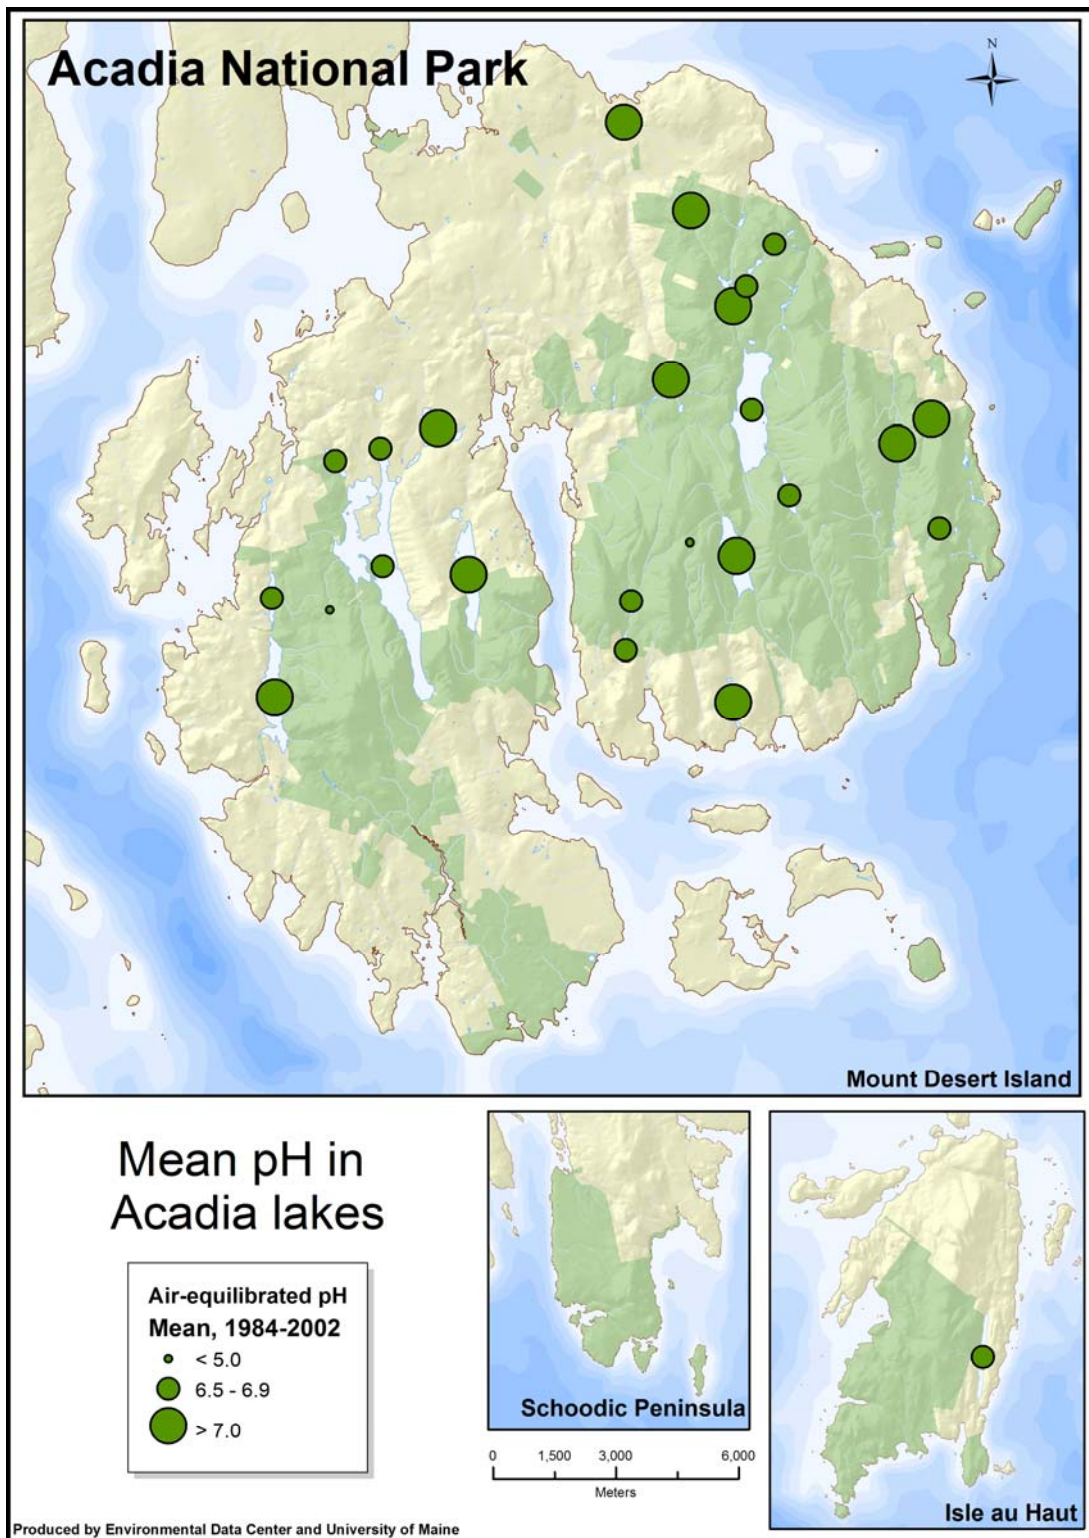 Acadia National Park
N
Mount Desert Island
Mean pH in
Acadia lakes
Air-equilibrated pH
Mean, 1984-2002
< 5.0
6.5 - 6.9
> 7.0
Schoodic Peninsula
0 1,500 3,000 6,000
Meters
Isle au Haut
Produced by Environmental Data Center and University of Maine